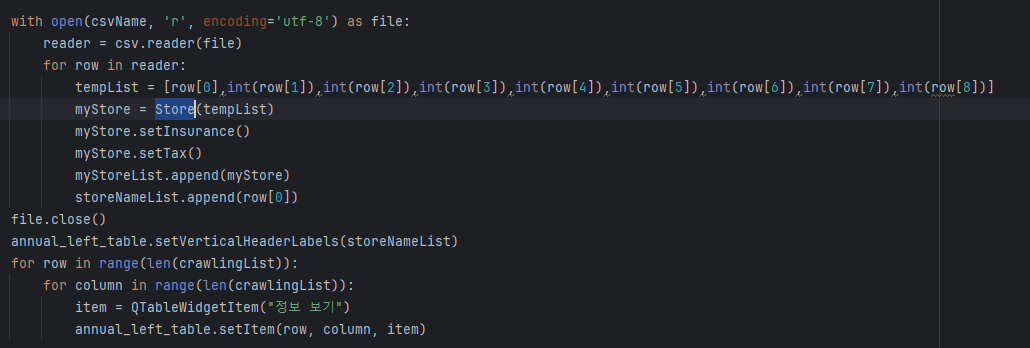 with open(csvName, 'r', encoding='utf-8') as file:
    reader = csv.reader(file)
    for row in reader:
        tempList = [row[0],int(row[1]),int(row[2]),int(row[3]),int(row[4]),int(row[5]),int(row[6]),int(row[7]),int(row[8])]
        myStore = Store(tempList)
        myStore.setInsurance()
        myStore.setTax()
        myStoreList.append(myStore)
        storeNameList.append(row[0])
file.close()
annual_left_table.setVerticalHeaderLabels(storeNameList)
for row in range(len(crawlingList)):
    for column in range(len(crawlingList)):
        item = QTableWidgetItem("정보 보기")
        annual_left_table.setItem(row, column, item)